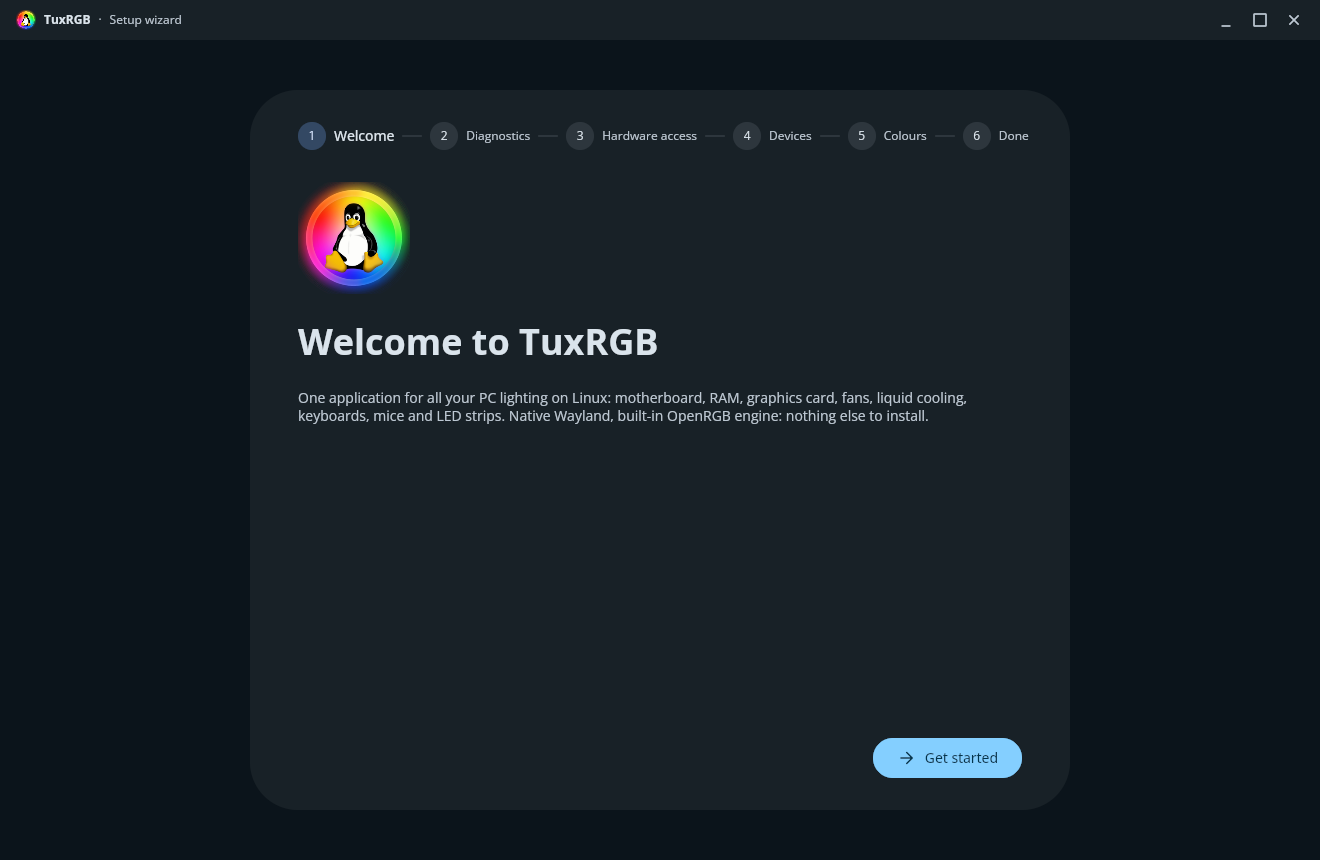 TuxRGB · Setup wizard
1 Welcome 2 Diagnostics 3 Hardware access 4 Devices 5 Colours 6 Done
Welcome to TuxRGB
One application for all your PC lighting on Linux: motherboard, RAM, graphics card, fans, liquid cooling,
keyboards, mice and LED strips. Native Wayland, built-in OpenRGB engine: nothing else to install.
Get started